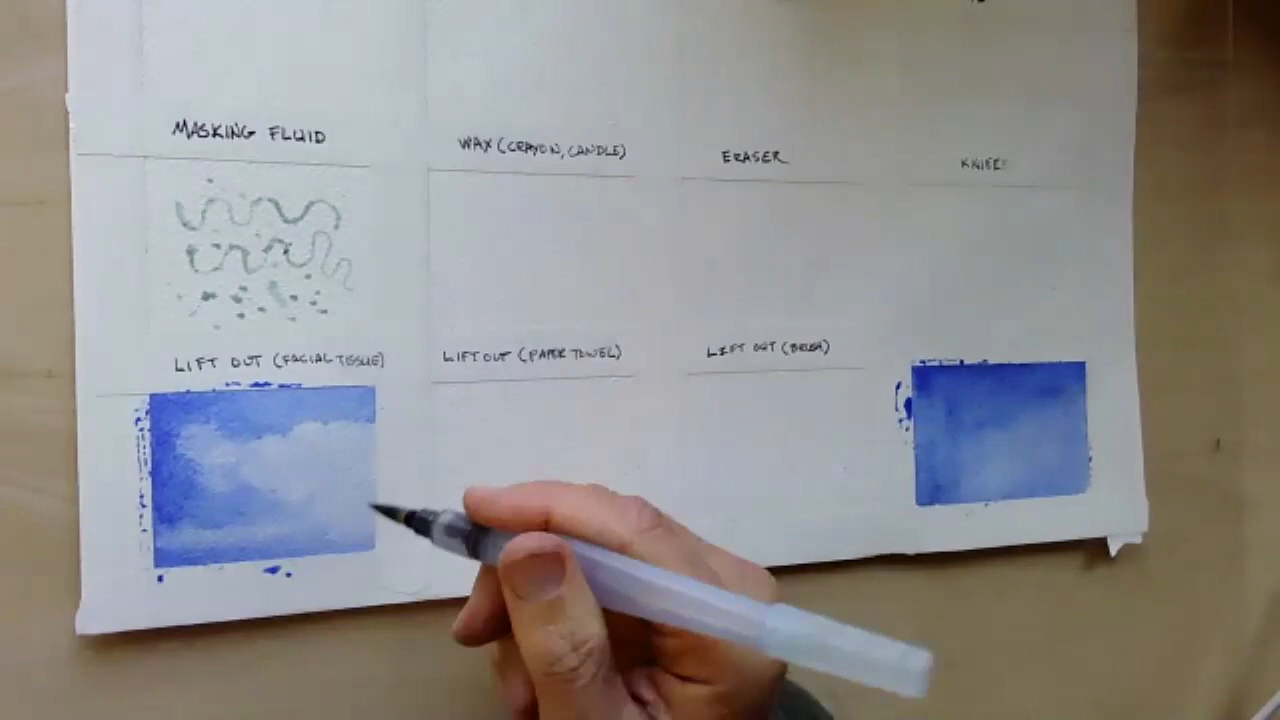 MASKING FLUID
WAX (CRAYON, CANDLE)
ERASER
KNIFE
LIFT OUT (FACIAL TISSUE)
LIFT OUT (PAPER TOWEL)
LIFT OUT (BRUSH)